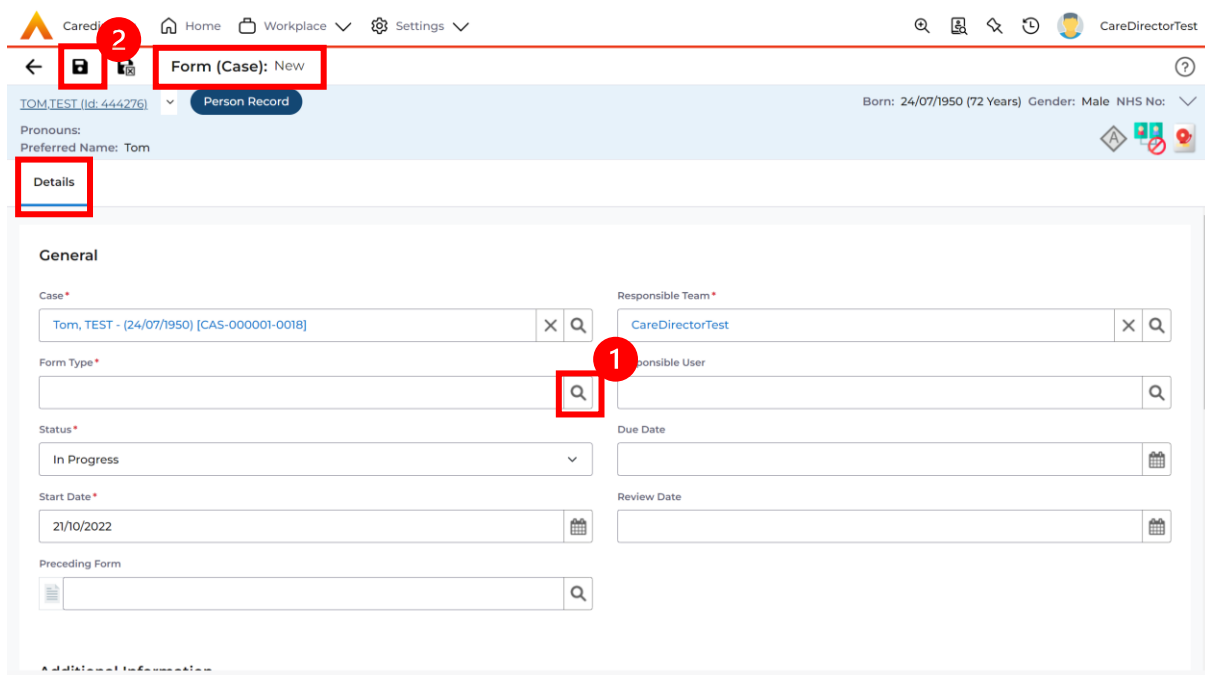 Caredi
Home
Workplace
Settings
CareDirectorTest
2
Form (Case): New
TOM,TEST (Id: 444276)
Person Record
Born: 24/07/1950 (72 Years) Gender: Male NHS No:
Pronouns:
Preferred Name: Tom
A
Details
General
Case*
Responsible Team*
Tom, TEST - (24/07/1950) [CAS-000001-0018]
CareDirectorTest
Form Type*
1
ponsible User
Status*
Due Date
In Progress
Start Date*
Review Date
21/10/2022
Preceding Form
Additional Information